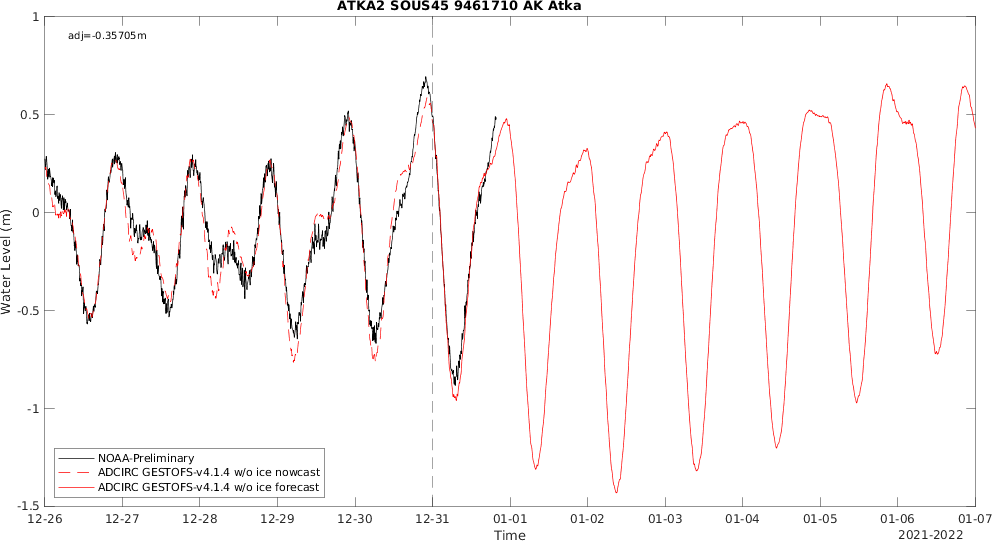 ATKA2 SOUS45 9461710 AK Atka
adj=-0.35705m
1
0.5
0
-0.5
-1
-1.5
Water Level (m)
NOAA-Preliminary
ADCIRC GESTOFS-v4.1.4 w/o ice nowcast
ADCIRC GESTOFS-v4.1.4 w/o ice forecast
12-26 12-27 12-28 12-29 12-30 12-31 01-01 01-02 01-03 01-04 01-05 01-06 01-07
Time
2021-2022